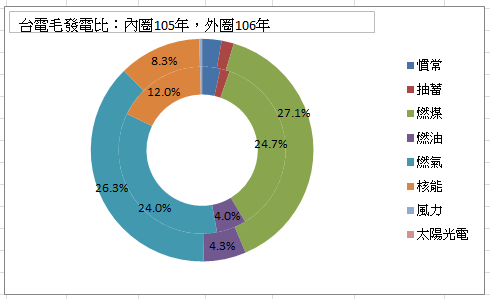 台電毛發電比：內圈105年，外圈106年
8.3%
12.0%
27.1%
24.7%
26.3%
24.0%
4.0%
4.3%
慣常
抽蓄
燃煤
燃油
燃氣
核能
風力
太陽光電